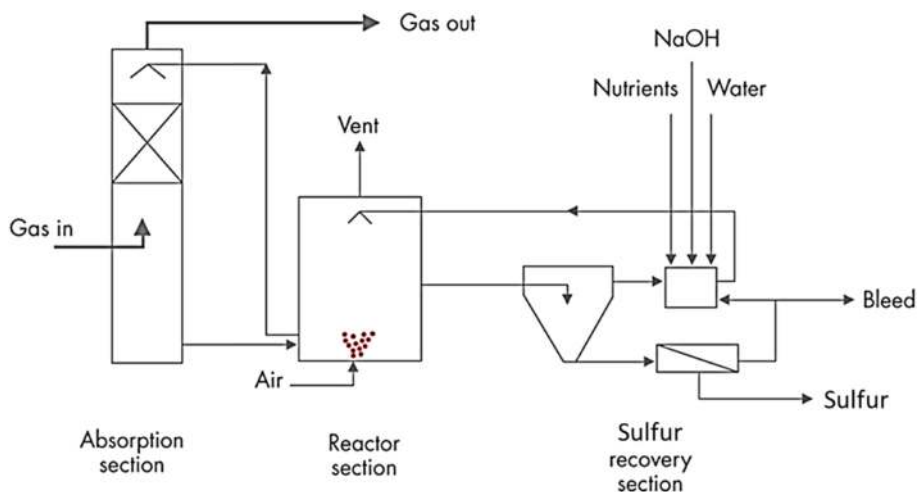 Gas out
NaOH
Nutrients
Water
Vent
Gas in
Bleed
Air
Sulfur
Absorption
section
Reactor
section
Sulfur
recovery
section